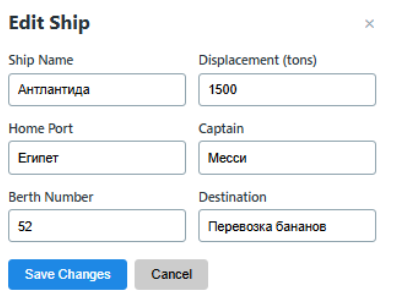 Edit Ship ×
Ship Name Displacement (tons)
Антлантида 1500
Home Port Captain
Египет Месси
Berth Number Destination
52 Перевозка бананов
Save Changes Cancel